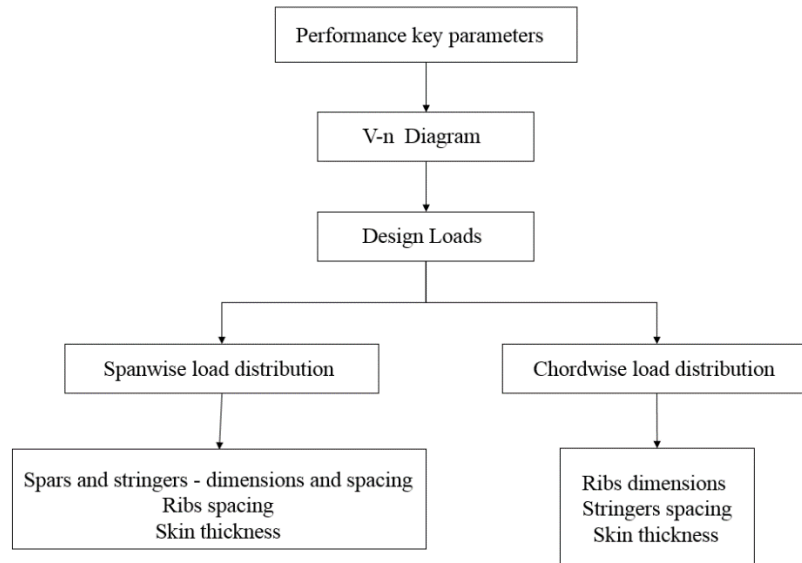 Performance key parameters
V-n Diagram
Design Loads
Spanwise load distribution
Chordwise load distribution
Spars and stringers - dimensions and spacing
Ribs spacing
Skin thickness
Ribs dimensions
Stringers spacing
Skin thickness